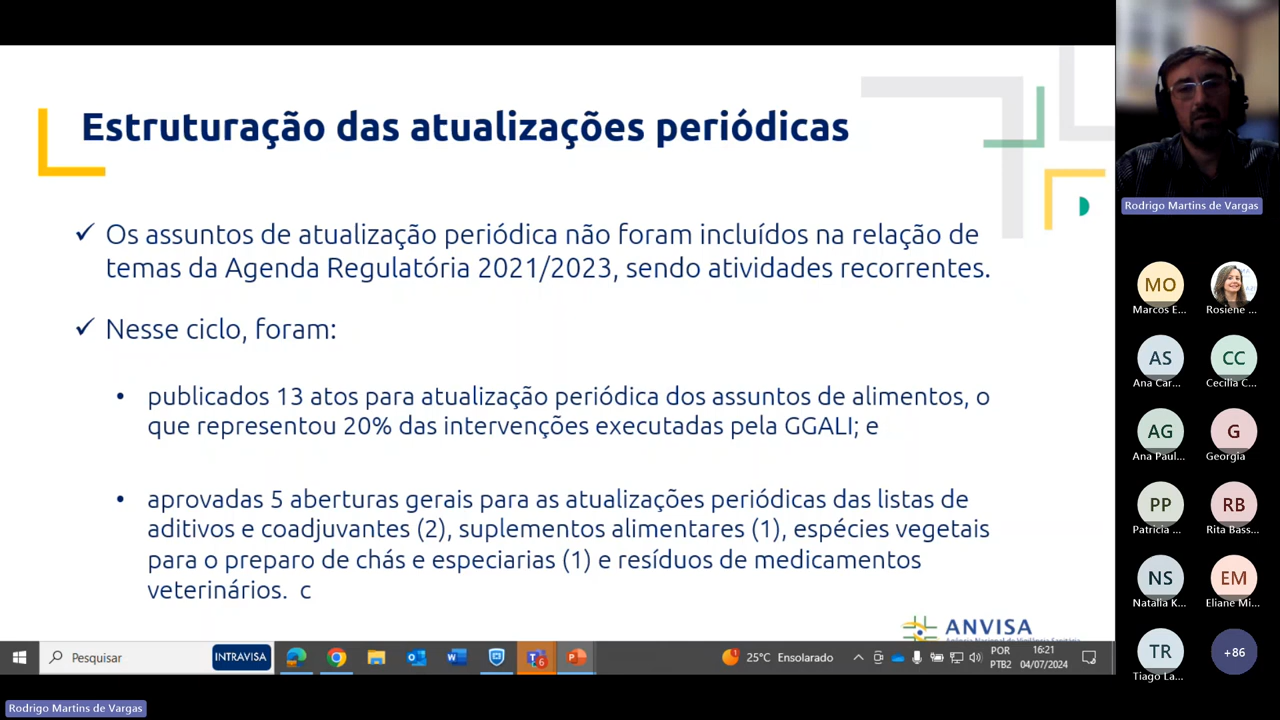 Estruturação das atualizações periódicas
✓ Os assuntos de atualização periódica não foram incluídos na relação de
temas da Agenda Regulatória 2021/2023, sendo atividades recorrentes.
✓ Nesse ciclo, foram:
• publicados 13 atos para atualização periódica dos assuntos de alimentos, o
que representou 20% das intervenções executadas pela GGALI; e
• aprovadas 5 aberturas gerais para as atualizações periódicas das listas de
aditivos e coadjuvantes (2), suplementos alimentares (1), espécies vegetais
para o preparo de chás e especiarias (1) e resíduos de medicamentos
veterinários. c
ANVISA
Agência Nacional de Vigilância Sanitária
Pesquisar
INTRAVISA
25°C Ensolarado
POR
PTB2
16:21
04/07/2024
Rodrigo Martins de Vargas
MO
Marcos E...
Rosiene ...
AS
Ana Car...
CC
Cecilia C...
AG
Ana Paul...
G
Georgia
PP
Patricia ...
RB
Rita Bass...
NS
Natalia K...
EM
Eliane Mi...
TR
Tiago La...
+86
Rodrigo Martins de Vargas